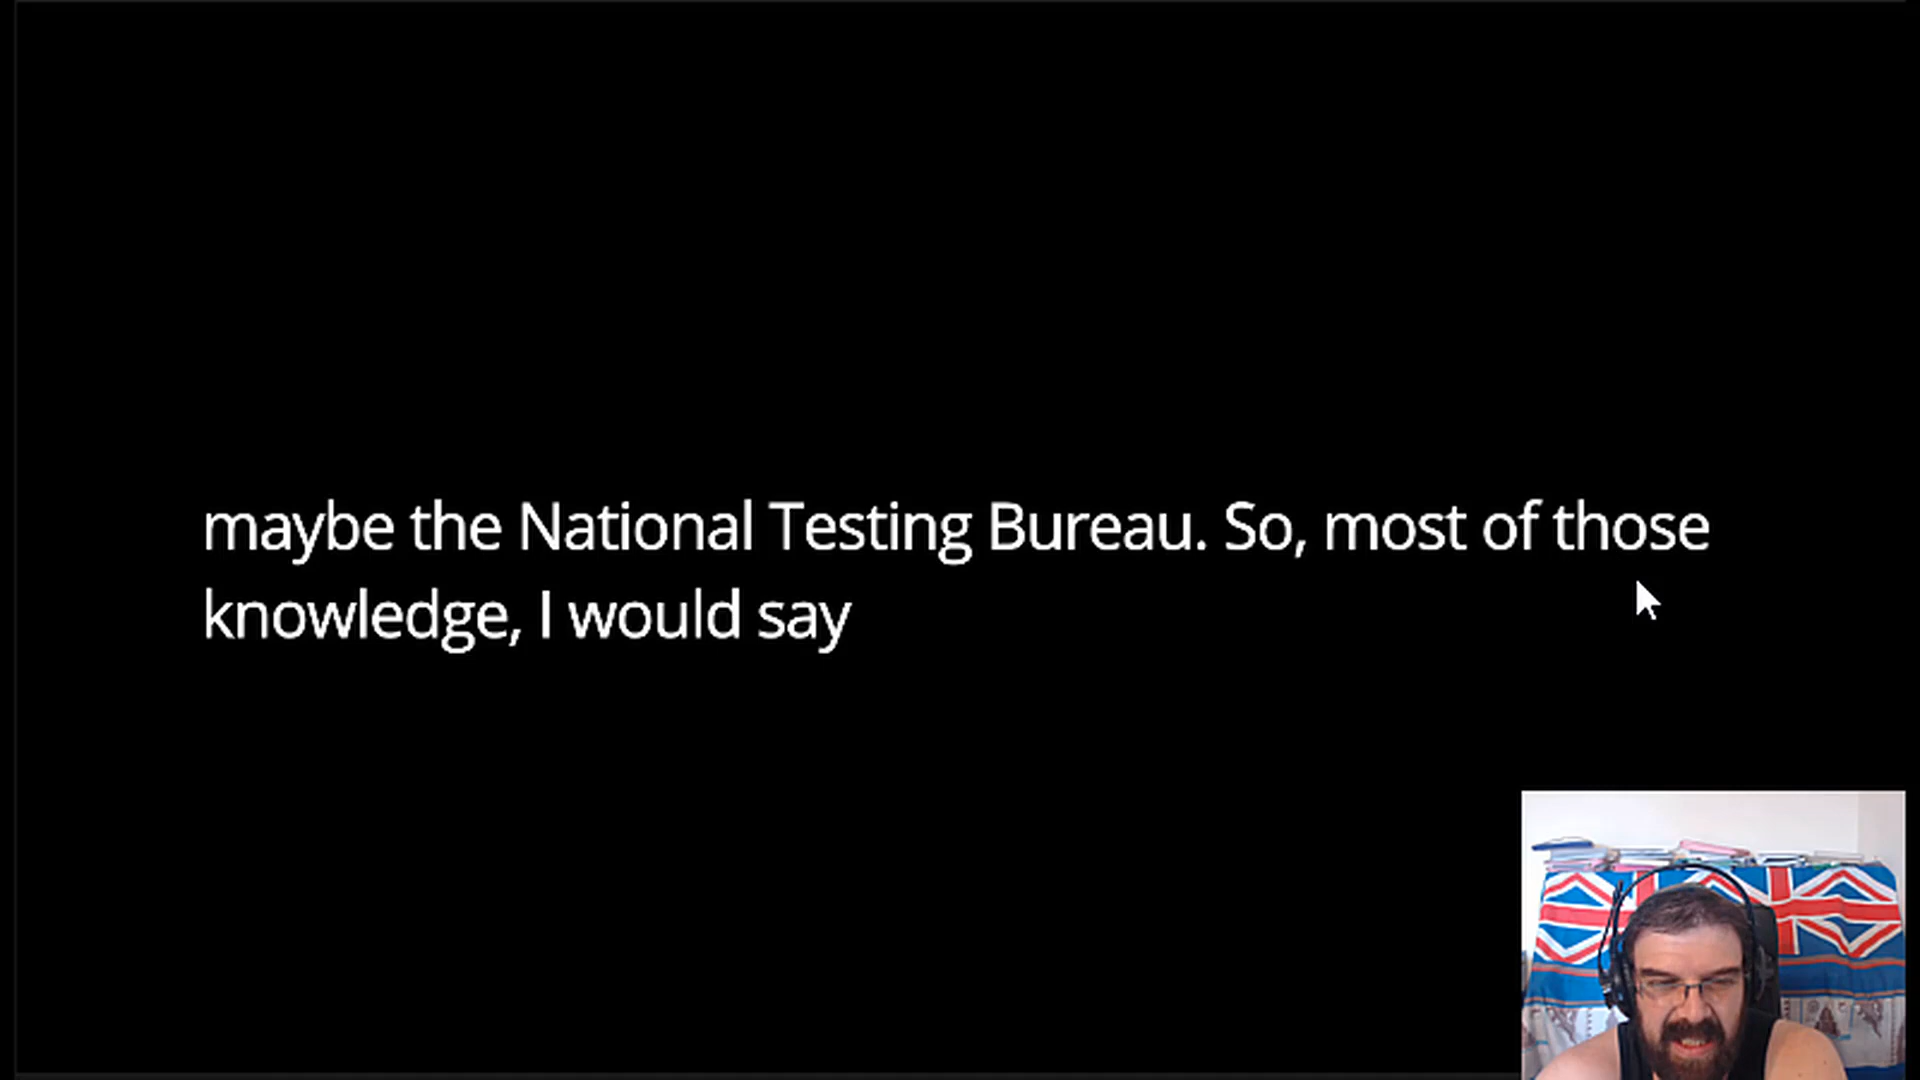 maybe the National Testing Bureau. So, most of those
knowledge, I would say